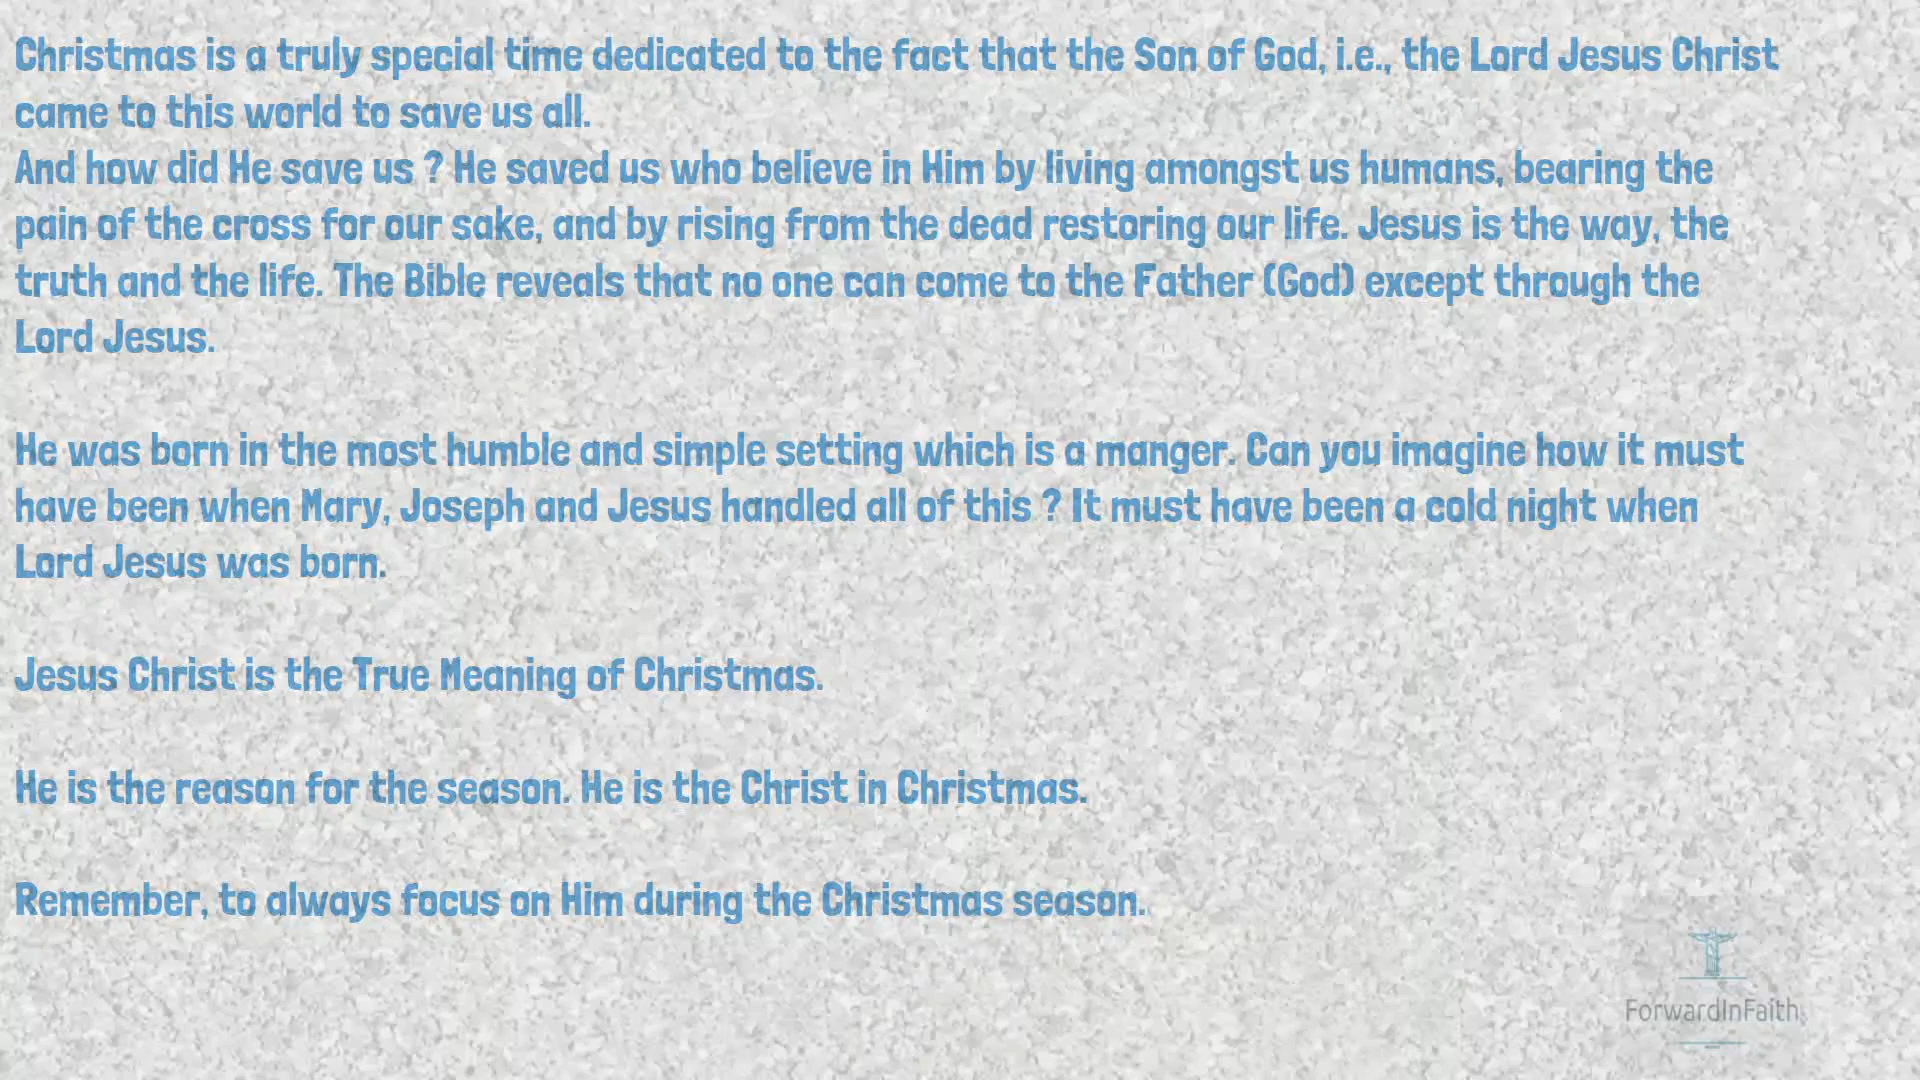 Christmas is a truly special time dedicated to the fact that the Son of God, i.e., the Lord Jesus Christ
came to this world to save us all.
And how did He save us ? He saved us who believe in Him by living amongst us humans, bearing the
pain of the cross for our sake, and by rising from the dead restoring our life. Jesus is the way, the
truth and the life. The Bible reveals that no one can come to the Father (God) except through the
Lord Jesus.
He was born in the most humble and simple setting which is a manger. Can you imagine how it must
have been when Mary, Joseph and Jesus handled all of this ? It must have been a cold night when
Lord Jesus was born.
Jesus Christ is the True Meaning of Christmas.
He is the reason for the season. He is the Christ in Christmas.
Remember, to always focus on Him during the Christmas season.
ForwardInFaith